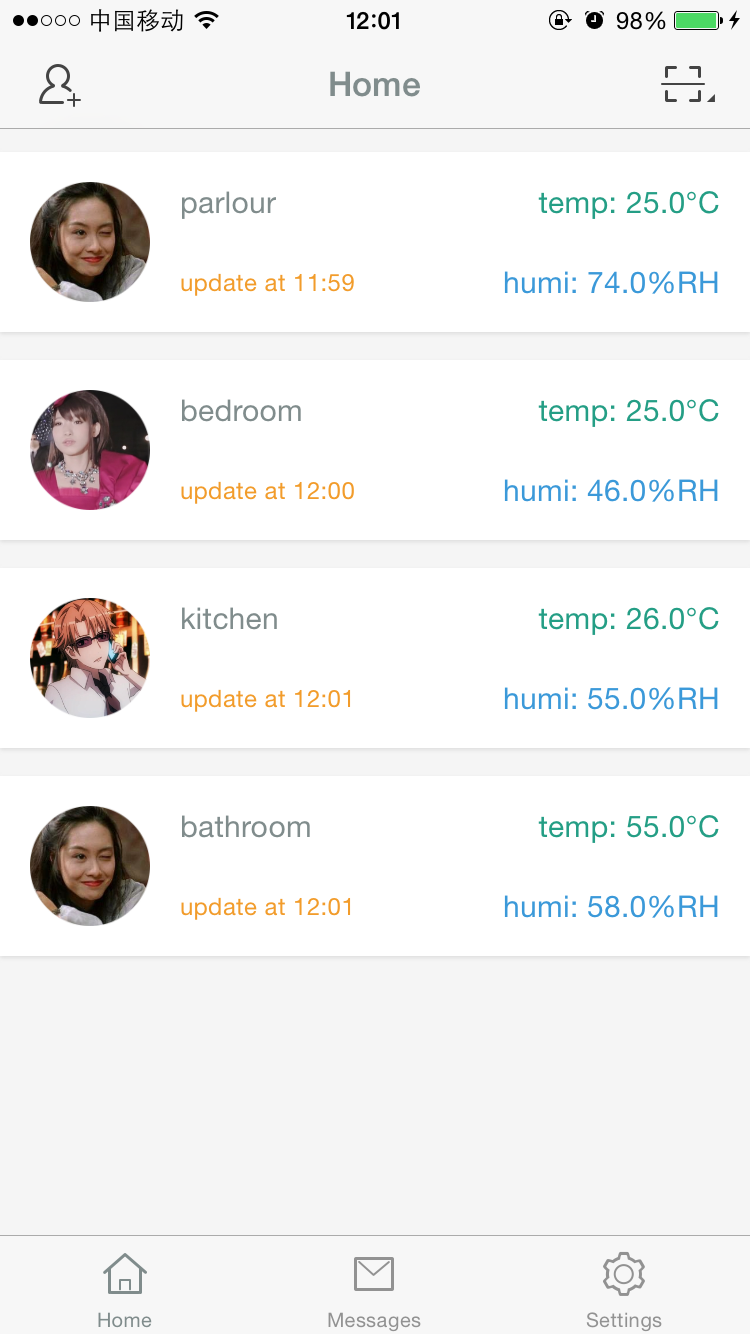 中国移动 12:01 98%
Home
parlour temp: 25.0°C
update at 11:59 humi: 74.0%RH
bedroom temp: 25.0°C
update at 12:00 humi: 46.0%RH
kitchen temp: 26.0°C
update at 12:01 humi: 55.0%RH
bathroom temp: 55.0°C
update at 12:01 humi: 58.0%RH
Home Messages Settings